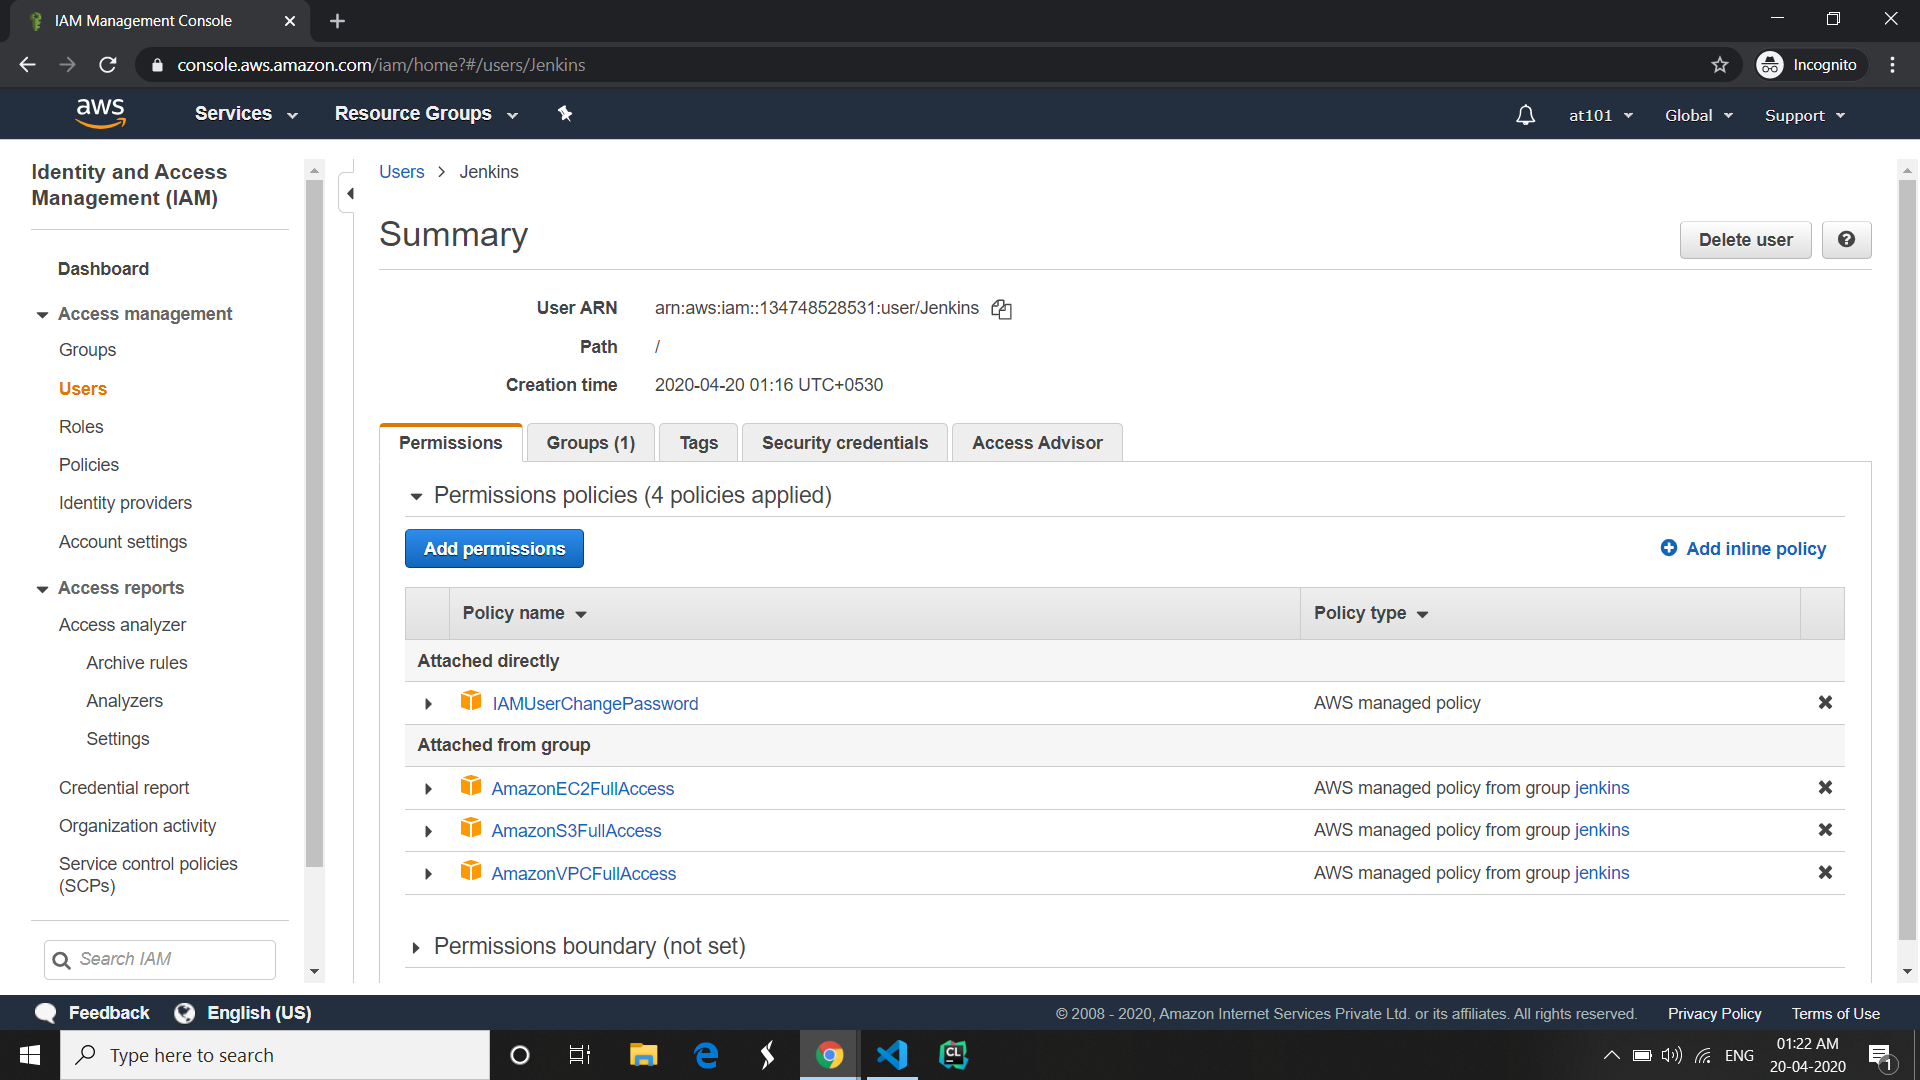 IAM Management Console
console.aws.amazon.com/iam/home?#/users/Jenkins
Incognito
aws
Services
Resource Groups
at101
Global
Support
Identity and Access
Management (IAM)
Dashboard
Access management
Groups
Users
Roles
Policies
Identity providers
Account settings
Access reports
Access analyzer
Archive rules
Analyzers
Settings
Credential report
Organization activity
Service control policies
(SCPs)
Search IAM
Users > Jenkins
Summary
Delete user
User ARN arn:aws:iam::134748528531:user/Jenkins
Path /
Creation time 2020-04-20 01:16 UTC+0530
Permissions
Groups (1)
Tags
Security credentials
Access Advisor
Permissions policies (4 policies applied)
Add permissions
Add inline policy
Policy name
Policy type
Attached directly
IAMUserChangePassword AWS managed policy
Attached from group
AmazonEC2FullAccess AWS managed policy from group jenkins
AmazonS3FullAccess AWS managed policy from group jenkins
AmazonVPCFullAccess AWS managed policy from group jenkins
Permissions boundary (not set)
Feedback
English (US)
© 2008 - 2020, Amazon Internet Services Private Ltd. or its affiliates. All rights reserved.
Privacy Policy
Terms of Use
Type here to search
CL
ENG
01:22 AM
20-04-2020
1